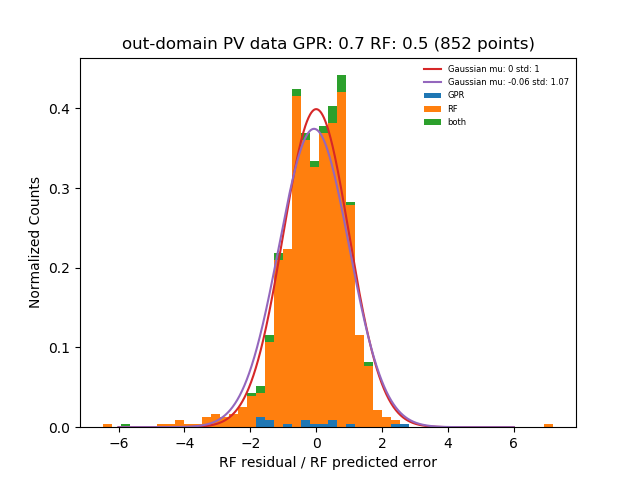 out-domain PV data GPR: 0.7 RF: 0.5 (852 points)
Gaussian mu: 0 std: 1
Gaussian mu: -0.06 std: 1.07
GPR
RF
both
Normalized Counts
0.4
0.3
0.2
0.1
0.0
−6 −4 −2 0 2 4 6
RF residual / RF predicted error